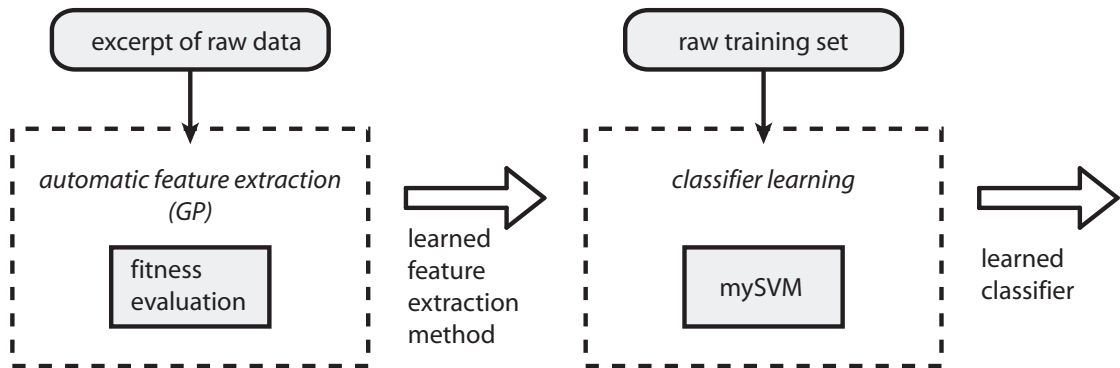 excerpt of raw data
raw training set
automatic feature extraction
(GP)
fitness
evaluation
learned
feature
extraction
method
classifier learning
mySVM
learned
classifier